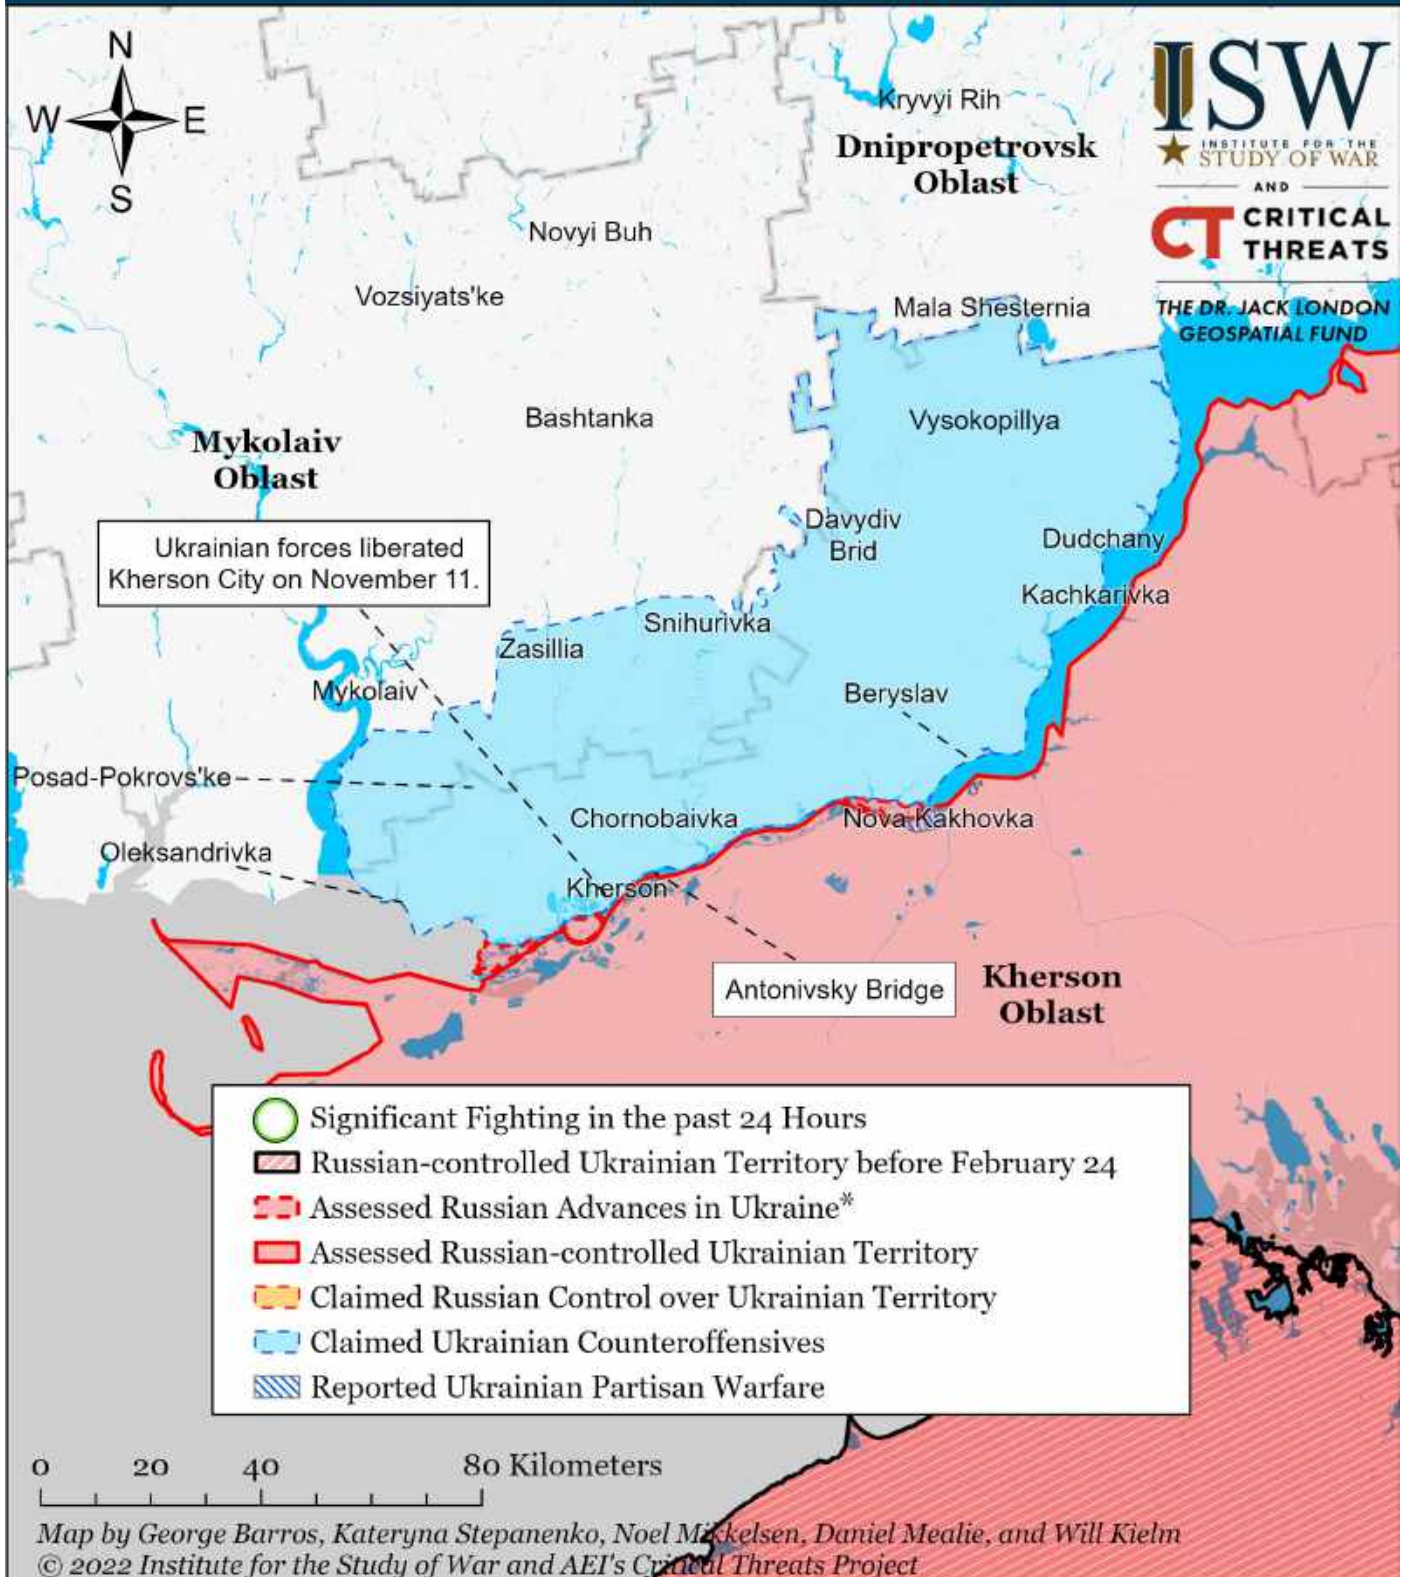 N
W E
S
ISW
INSTITUTE FOR THE
STUDY OF WAR
AND
CT CRITICAL
THREATS
THE DR. JACK LONDON
GEOSPATIAL FUND
Kryvyi Rih
Dnipropetrovsk
Oblast
Novyi Buh
Vozsiyats'ke
Mala Shesternia
Bashtanka
Vysokopillya
Mykolaiv
Oblast
Davydiv
Brid
Dudchany
Ukrainian forces liberated
Kherson City on November 11.
Kachkarivka
Snihurivka
Zasillia
Mykolaiv
Beryslav
Posad-Pokrovs'ke
Chornobaivka
Nova Kakhovka
Oleksandrivka
Kherson
Antonivsky Bridge
Kherson
Oblast
Significant Fighting in the past 24 Hours
Russian-controlled Ukrainian Territory before February 24
Assessed Russian Advances in Ukraine*
Assessed Russian-controlled Ukrainian Territory
Claimed Russian Control over Ukrainian Territory
Claimed Ukrainian Counteroffensives
Reported Ukrainian Partisan Warfare
0 20 40 80 Kilometers
Map by George Barros, Kateryna Stepanenko, Noel Mikkelsen, Daniel Mealie, and Will Kielm
© 2022 Institute for the Study of War and AEI's Critical Threats Project